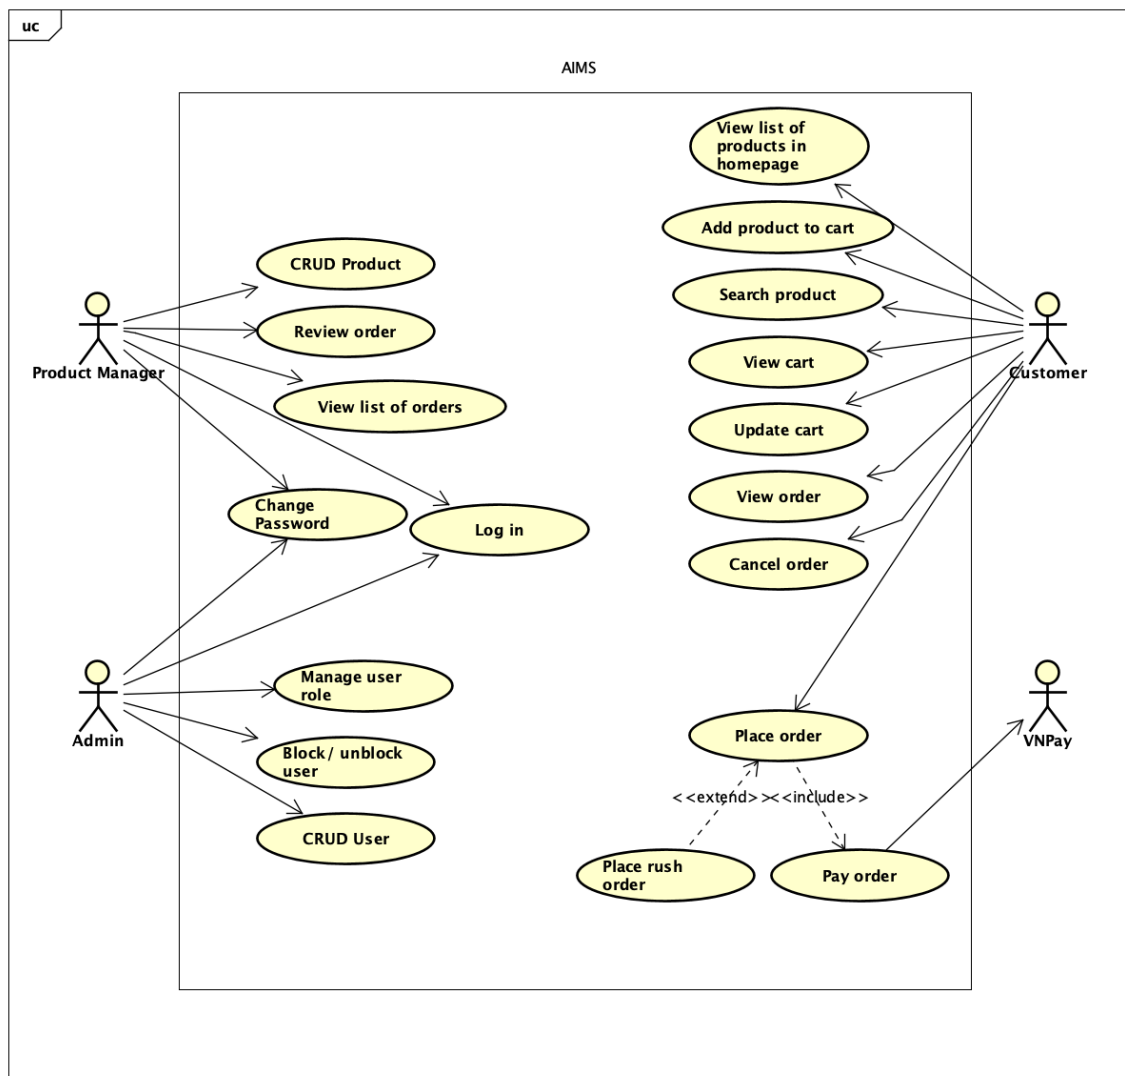 uc
AIMS
View list of
products in
homepage
Add product to cart
CRUD Product
Search product
Review order
View cart
Product Manager
Customer
View list of orders
Update cart
View order
Change
Password
Log in
Cancel order
Manage user
role
Admin
Block / unblock
user
Place order
VNPay
<<extend>>
<<include>>
CRUD User
Place rush
order
Pay order